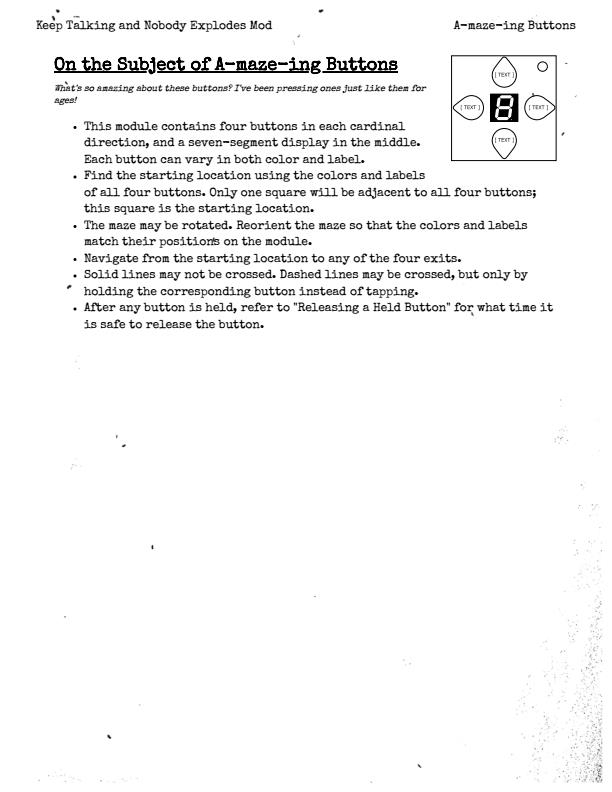 Keep Talking and Nobody Explodes Mod
A-maze-ing Buttons
On the Subject of A-maze-ing Buttons
What's so amazing about these buttons? I've been pressing ones just like them for
ages!
[ TEXT ]
[ TEXT ]
8
[ TEXT ]
[ TEXT ]
• This module contains four buttons in each cardinal
direction, and a seven-segment display in the middle.
Each button can vary in both color and label.
• Find the starting location using the colors and labels
of all four buttons. Only one square will be adjacent to all four buttons;
this square is the starting location.
• The maze may be rotated. Reorient the maze so that the colors and labels
match their positions on the module.
• Navigate from the starting location to any of the four exits.
• Solid lines may not be crossed. Dashed lines may be crossed, but only by
holding the corresponding button instead of tapping.
• After any button is held, refer to "Releasing a Held Button" for what time it
is safe to release the button.